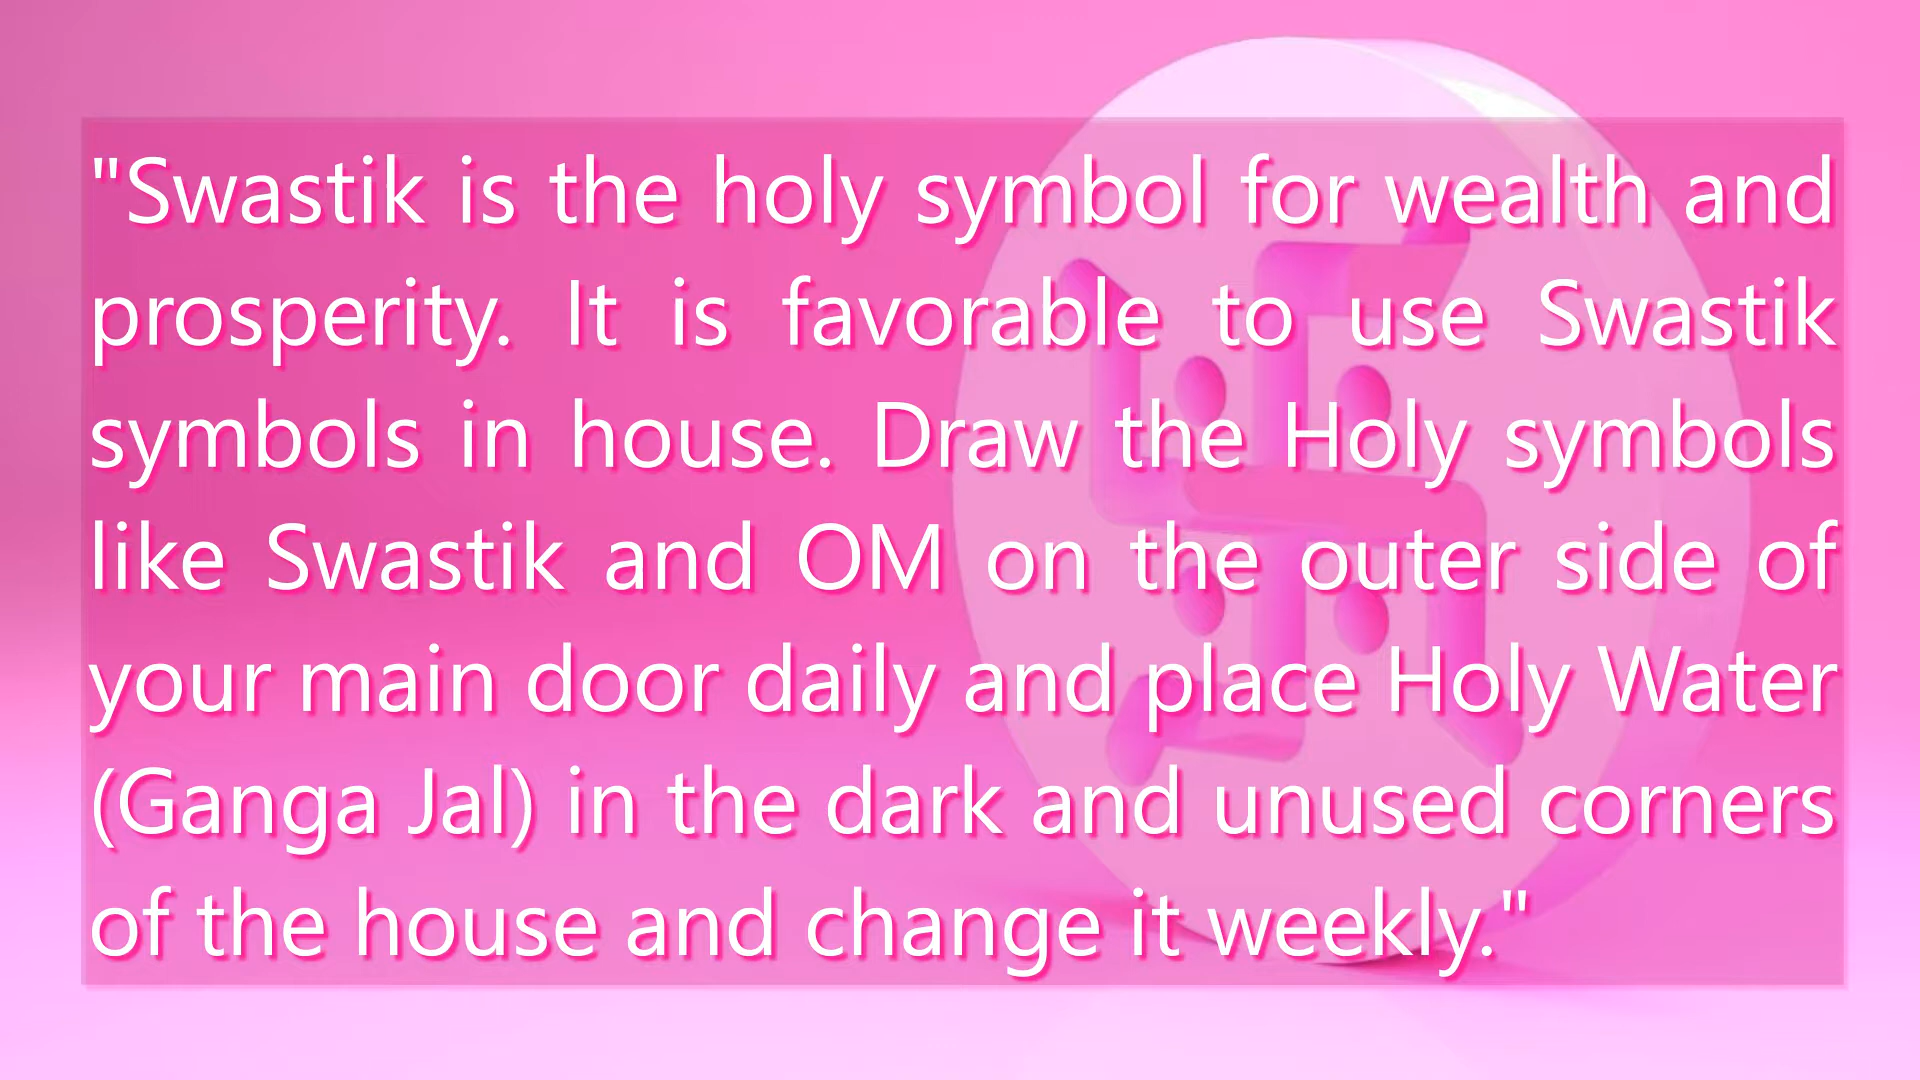 "Swastik is the holy symbol for wealth and
prosperity. It is favorable to use Swastik
symbols in house. Draw the Holy symbols
like Swastik and OM on the outer side of
your main door daily and place Holy Water
(Ganga Jal) in the dark and unused corners
of the house and change it weekly."